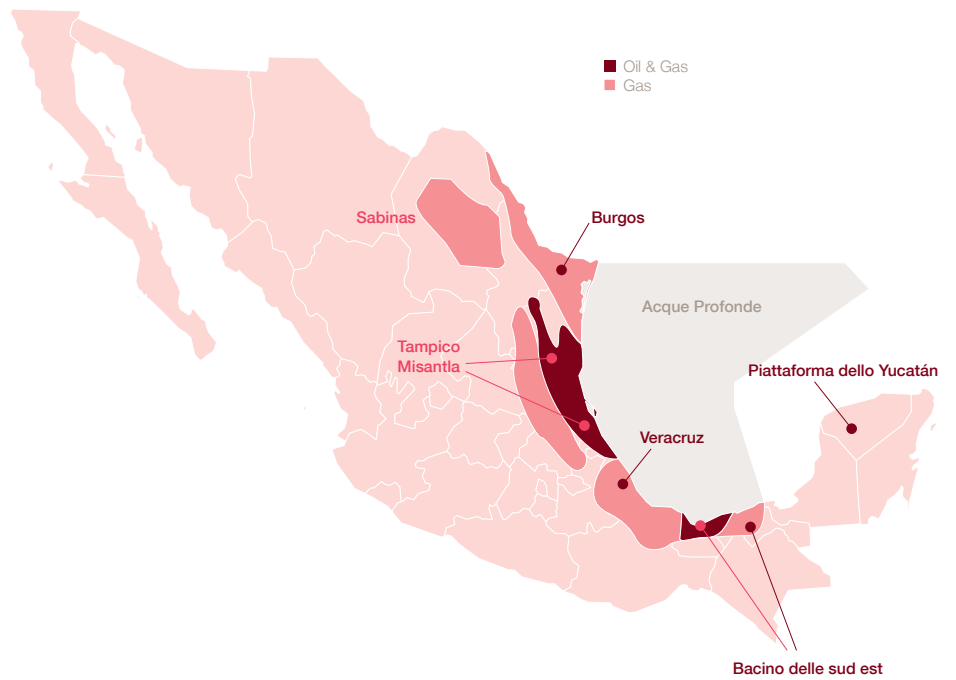 Oil & Gas
Gas
Sabinas
Burgos
Acque Profonde
Tampico
Misantla
Piattaforma dello Yucatán
Veracruz
Bacino delle sud est